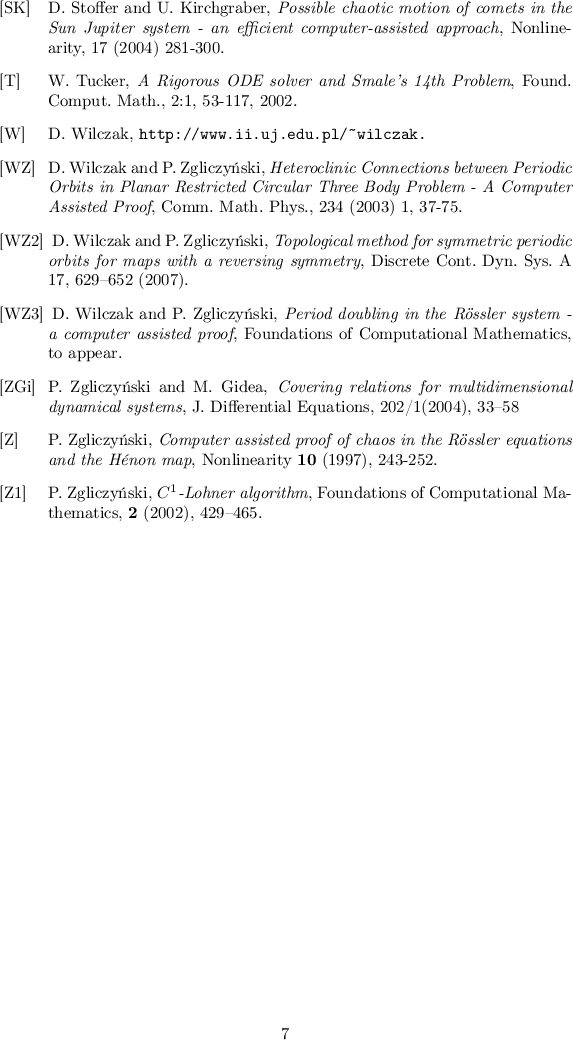 [SK] D. Stoffer and U. Kirchgraber, Possible chaotic motion of comets in the
Sun Jupiter system - an efficient computer-assisted approach, Nonline-
arity, 17 (2004) 281-300.
[T] W. Tucker, A Rigorous ODE solver and Smale's 14th Problem, Found.
Comput. Math., 2:1, 53-117, 2002.
[W] D. Wilczak, http://www.ii.uj.edu.pl/~wilczak.
[WZ] D. Wilczak and P. Zgliczyński, Heteroclinic Connections between Periodic
Orbits in Planar Restricted Circular Three Body Problem - A Computer
Assisted Proof, Comm. Math. Phys., 234 (2003) 1, 37-75.
[WZ2] D. Wilczak and P. Zgliczyński, Topological method for symmetric periodic
orbits for maps with a reversing symmetry, Discrete Cont. Dyn. Sys. A
17, 629–652 (2007).
[WZ3] D. Wilczak and P. Zgliczyński, Period doubling in the Rössler system -
a computer assisted proof, Foundations of Computational Mathematics,
to appear.
[ZGi] P. Zgliczyński and M. Gidea, Covering relations for multidimensional
dynamical systems, J. Differential Equations, 202/1(2004), 33–58
[Z] P. Zgliczyński, Computer assisted proof of chaos in the Rössler equations
and the Hénon map, Nonlinearity 10 (1997), 243-252.
[Z1] P. Zgliczyński, C¹-Lohner algorithm, Foundations of Computational Ma-
thematics, 2 (2002), 429–465.
7